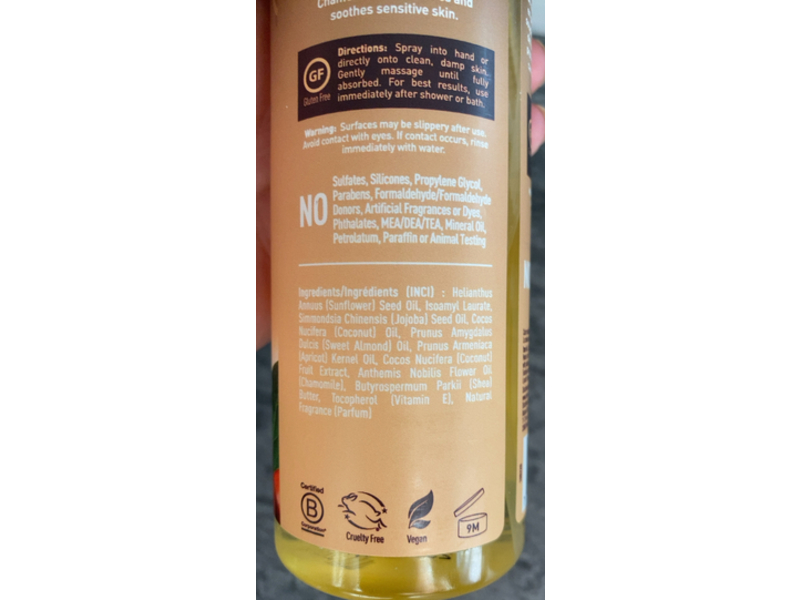 soothes sensitive skin.
GF
Gluten Free
Directions: Spray into hand or
directly onto clean, damp skin.
Gently massage until fully
absorbed. For best results, use
immediately after shower or bath.
Warning: Surfaces may be slippery after use.
Avoid contact with eyes. If contact occurs, rinse
immediately with water.
NO
Sulfates, Silicones, Propylene Glycol,
Parabens, Formaldehyde/Formaldehyde
Donors, Artificial Fragrances or Dyes,
Phthalates, MEA/DEA/TEA, Mineral Oil,
Petrolatum, Paraffin or Animal Testing
Ingredients/Ingrédients (INCI) : Helianthus
Annuus (Sunflower) Seed Oil, Isoamyl Laurate,
Simmondsia Chinensis (Jojoba) Seed Oil, Cocos
Nucifera (Coconut) Oil, Prunus Amygdalus
Dulcis (Sweet Almond) Oil, Prunus Armeniaca
(Apricot) Kernel Oil, Cocos Nucifera (Coconut)
Fruit Extract, Anthemis Nobilis Flower Oil
(Chamomile), Butyrospermum Parkii (Shea)
Butter, Tocopherol (Vitamin E), Natural
Fragrance (Parfum)
Certified
B
Corporation
Cruelty Free
Vegan
9M